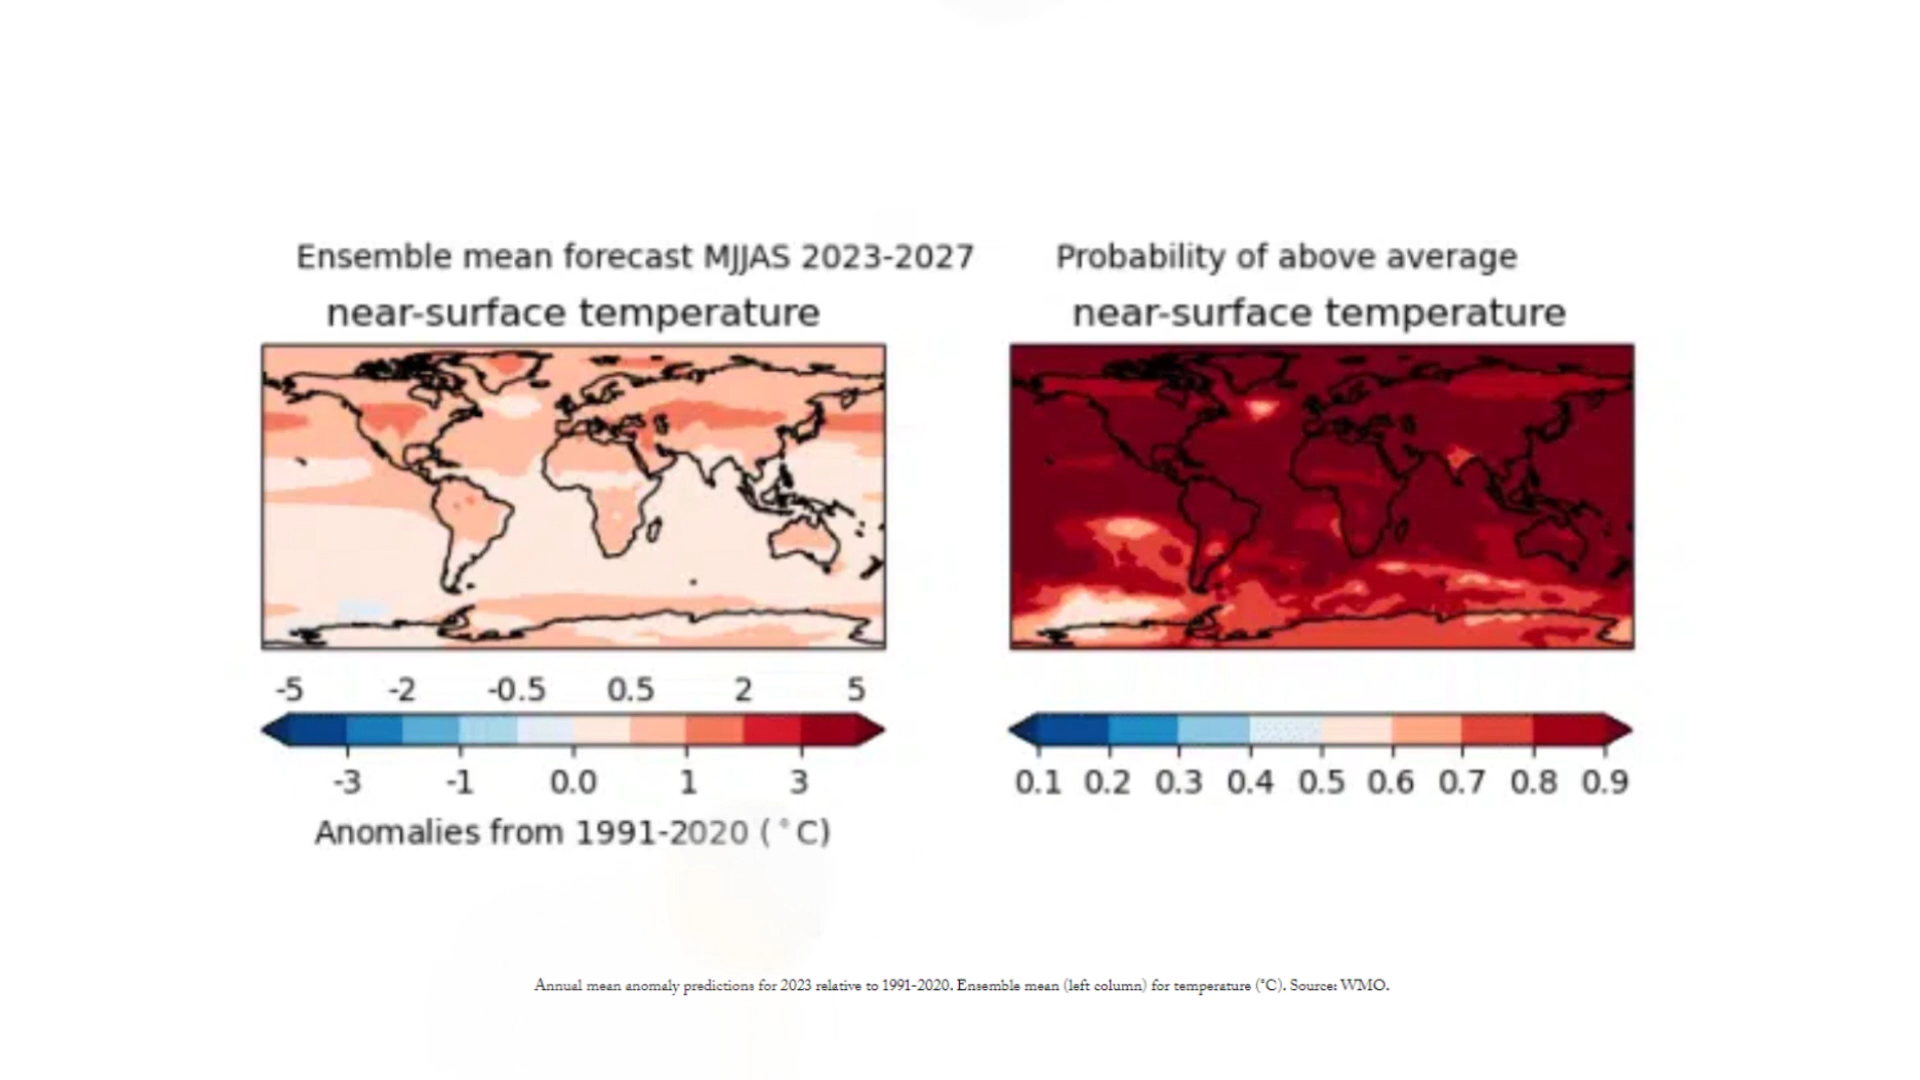 Ensemble mean forecast MJJAS 2023-2027
near-surface temperature
-5 -2 -0.5 0.5 2 5
-3 -1 0.0 1 3
Anomalies from 1991-2020 (°C)
Probability of above average
near-surface temperature
0.1 0.2 0.3 0.4 0.5 0.6 0.7 0.8 0.9
Annual mean anomaly predictions for 2023 relative to 1991-2020. Ensemble mean (left column) for temperature (°C). Source: WMO.